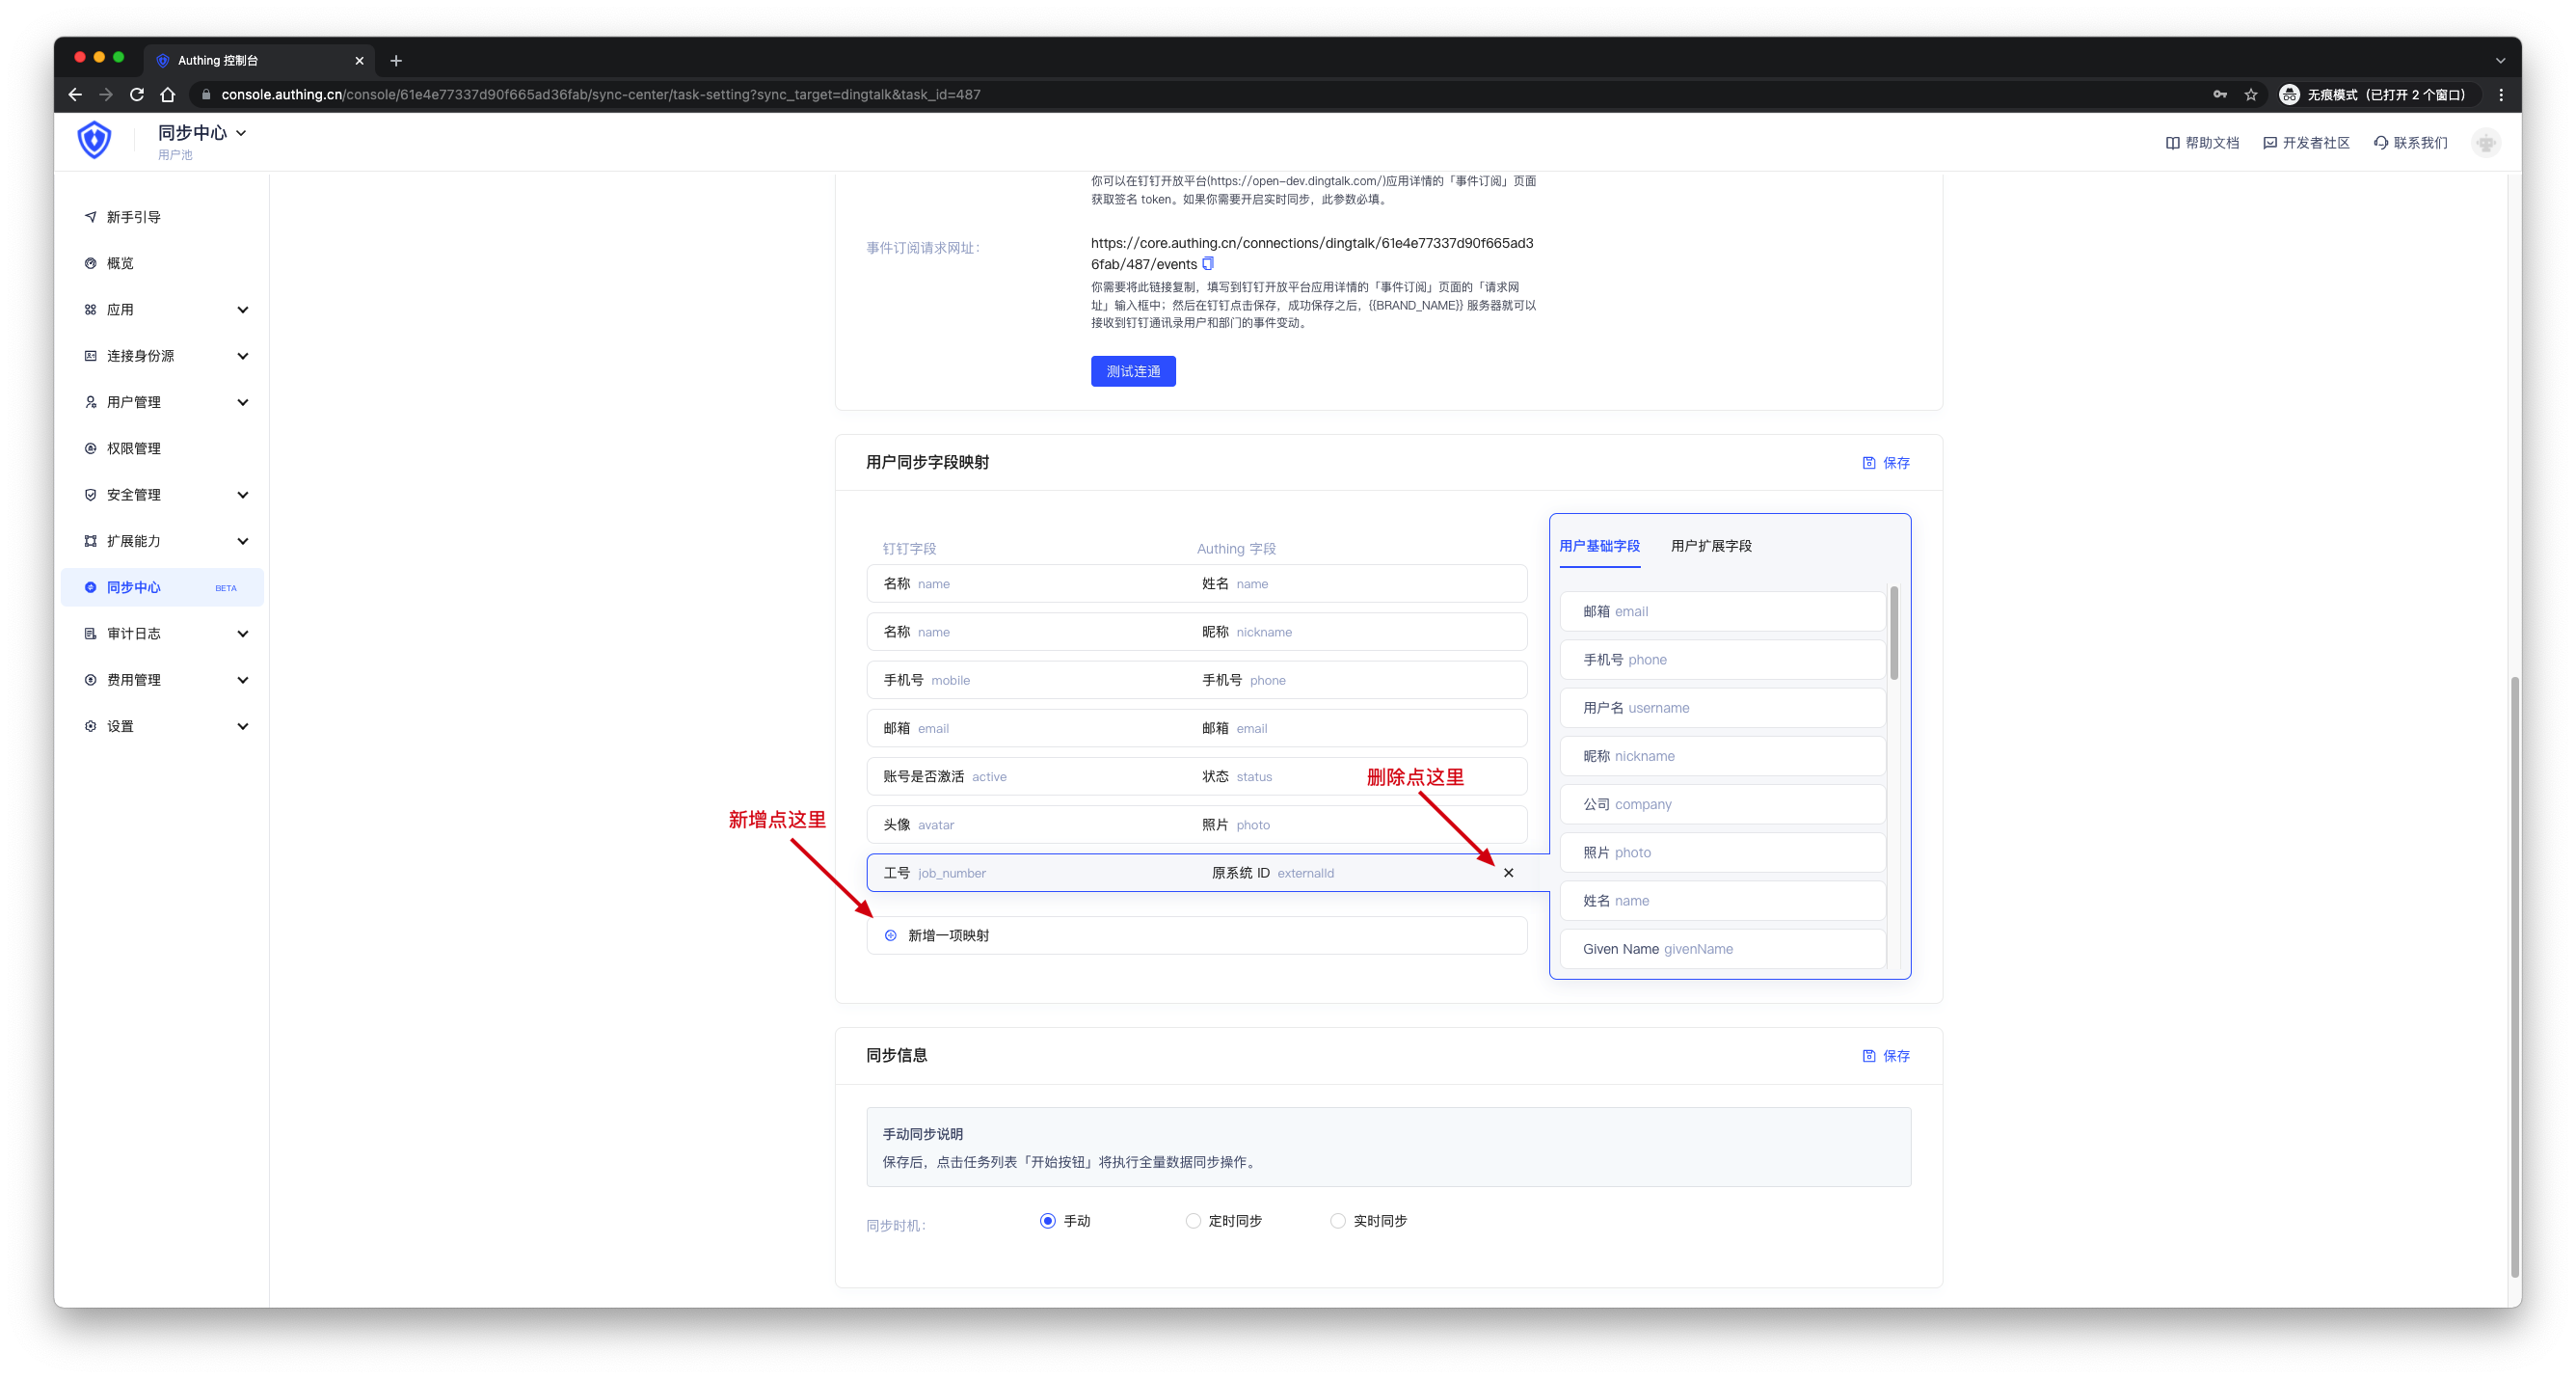 Authing 控制台
console.authing.cn/console/61e4e77337d90f665ad36fab/sync-center/task-setting?sync_target=dingtalk&task_id=487
无痕模式（已打开 2 个窗口）
同步中心
用户池
帮助文档
开发者社区
联系我们
新手引导
概览
应用
连接身份源
用户管理
权限管理
安全管理
扩展能力
同步中心 BETA
审计日志
费用管理
设置
你可以在钉钉开放平台(https://open-dev.dingtalk.com/)应用详情的「事件订阅」页面
获取签名 token。如果你需要开启实时同步，此参数必填。
事件订阅请求网址：
https://core.authing.cn/connections/dingtalk/61e4e77337d90f665ad3
6fab/487/events
你需要将此链接复制，填写到钉钉开放平台应用详情的「事件订阅」页面的「请求网
址」输入框中；然后在钉钉点击保存，成功保存之后，{{BRAND_NAME}} 服务器就可以
接收到钉钉通讯录用户和部门的事件变动。
测试连通
用户同步字段映射
保存
钉钉字段 Authing 字段
名称 name 姓名 name
名称 name 昵称 nickname
手机号 mobile 手机号 phone
邮箱 email 邮箱 email
账号是否激活 active 状态 status
头像 avatar 照片 photo
工号 job_number 原系统 ID externalId
新增一项映射
新增点这里
删除点这里
用户基础字段 用户扩展字段
邮箱 email
手机号 phone
用户名 username
昵称 nickname
公司 company
照片 photo
姓名 name
Given Name givenName
同步信息
保存
手动同步说明
保存后，点击任务列表「开始按钮」将执行全量数据同步操作。
同步时机：
手动 定时同步 实时同步